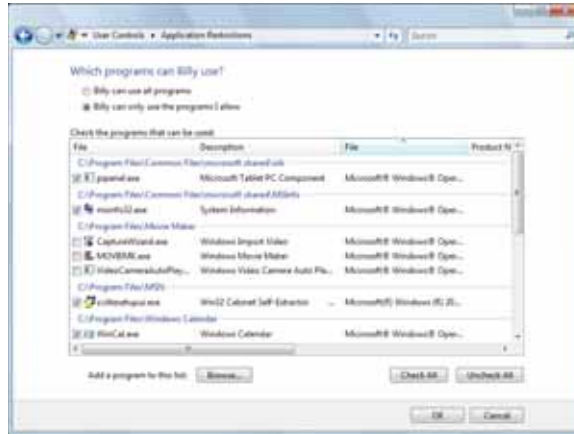 User Controls ▸ Application Restrictions
Search
Which programs can Billy use?
Billy can use all programs
Billy can only use the programs I allow
Check the programs that can be used:
File Description File Product N
C:\Program Files\Common Files\microsoft shared\ink
Microsoft Tablet PC Component Microsoft® Windows® Oper...
C:\Program Files\Common Files\microsoft shared\MSInfo
msinfo32.exe System Information Microsoft® Windows® Oper...
C:\Program Files\Movie Maker
CaptureWizard.exe Windows Import Video Microsoft® Windows® Oper...
MOVIEMK.exe Windows Movie Maker Microsoft® Windows® Oper...
VideoCameraAutoPlay... Windows Video Camera Auto Pla... Microsoft® Windows® Oper...
C:\Program Files\MSN
Win32 Cabinet Self-Extractor ... Microsoft(R) Windows (R) 20...
C:\Program Files\Windows Calendar
WinCal.exe Windows Calendar Microsoft® Windows® Oper...
Add a program to this list: Browse... Check All Uncheck All
OK Cancel